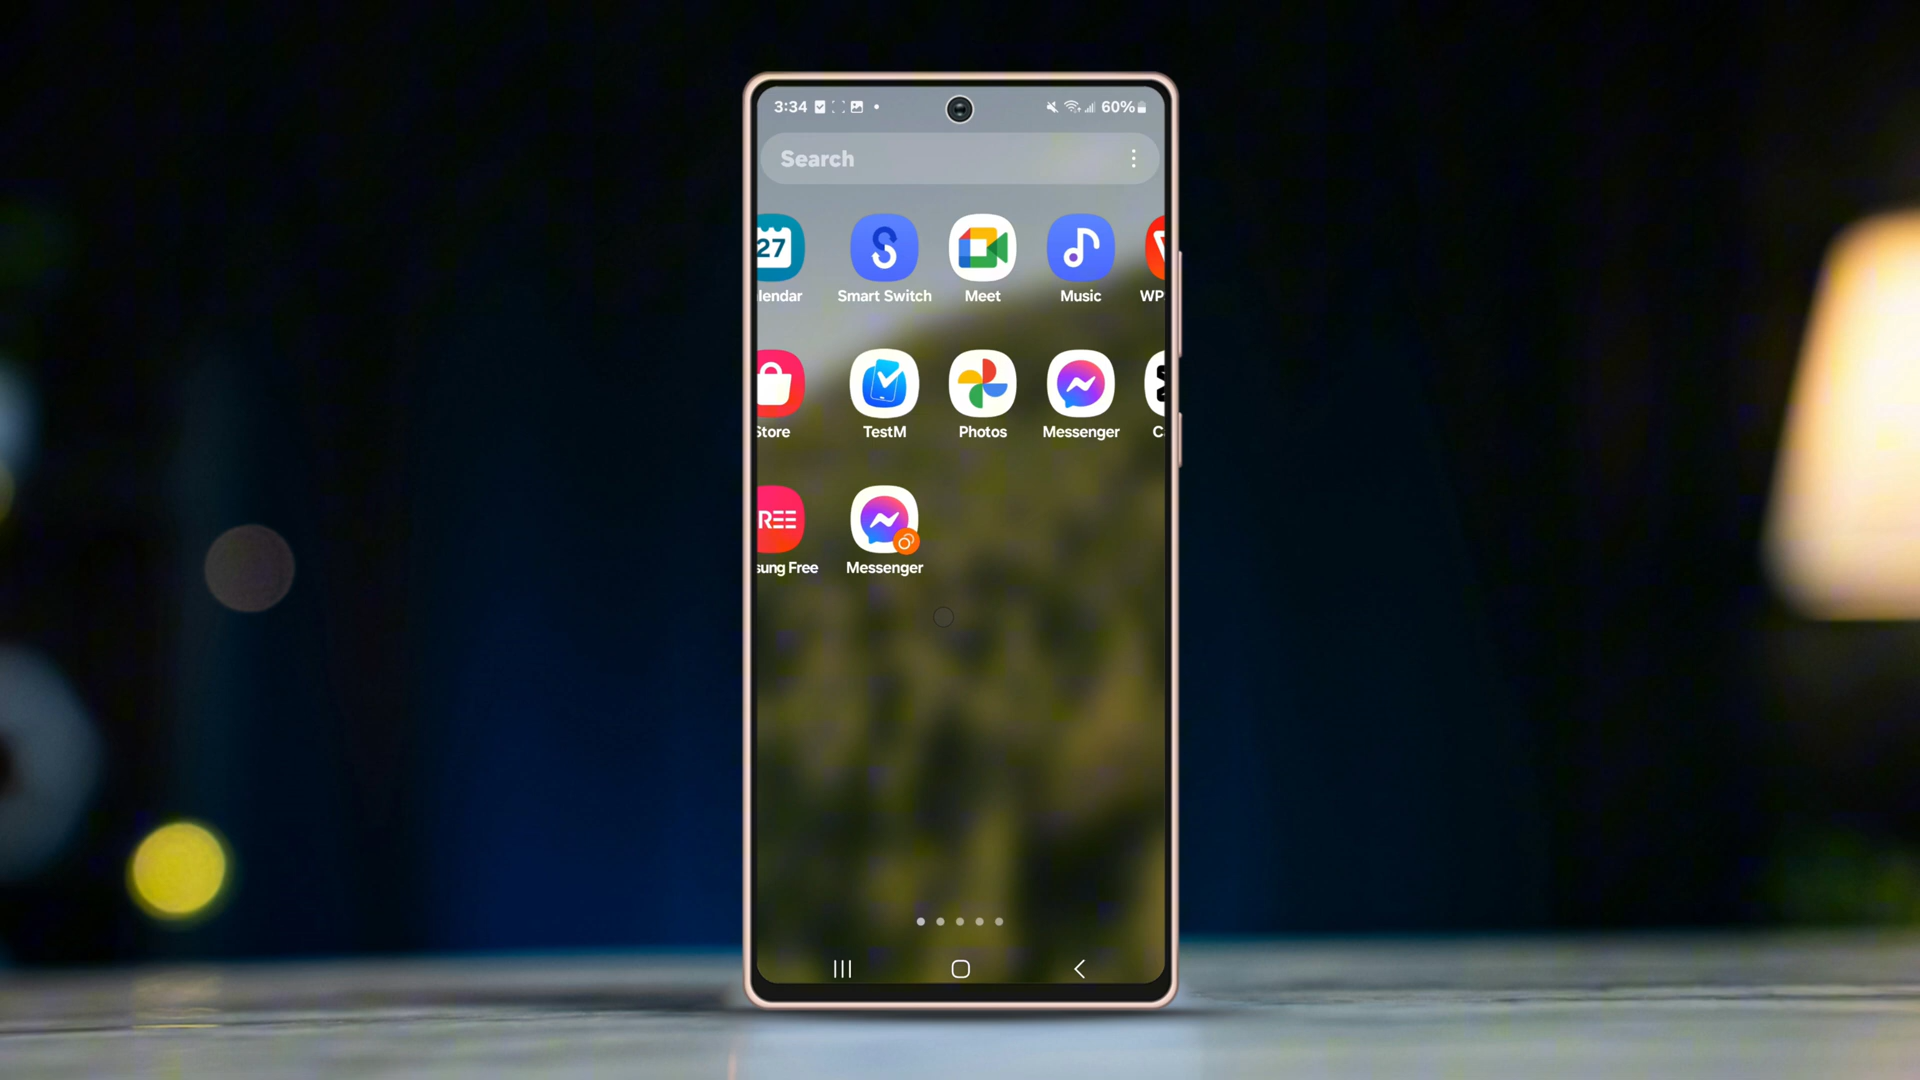 3:34
60%
Search
27
lendar
Smart Switch
Meet
Music
WP
Store
TestM
Photos
Messenger
C
REE
sung Free
Messenger